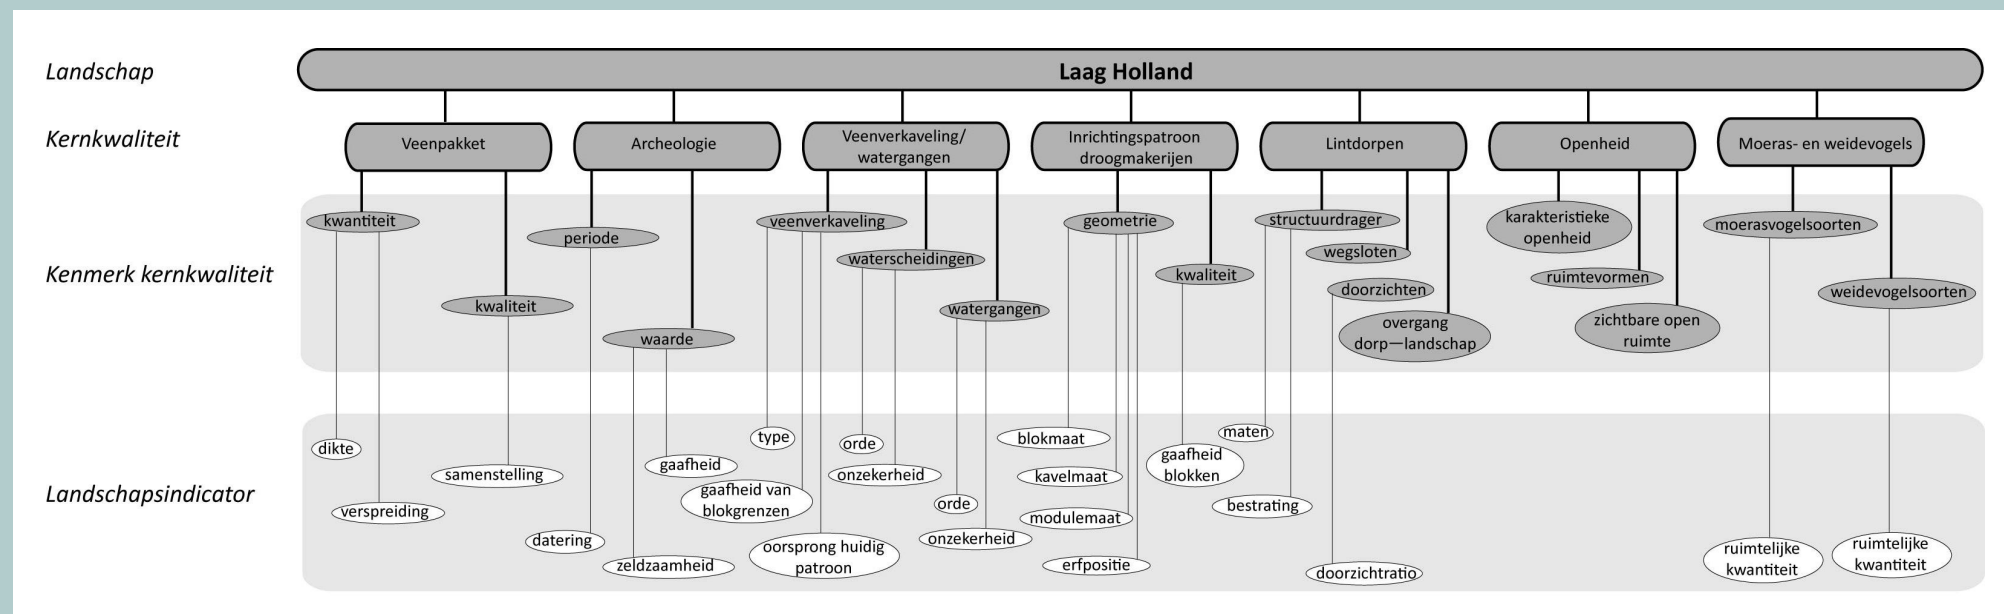 Landschap
Laag Holland
Kernkwaliteit
Veenpakket
Archeologie
Veenverkaveling/
watergangen
Inrichtingspatroon
droogmakerijen
Lintdorpen
Openheid
Moeras- en weidevogels
Kenmerk kernkwaliteit
kwantiteit
kwaliteit
periode
waarde
veenverkaveling
waterscheidingen
watergangen
geometrie
kwaliteit
structuurdrager
wegsloten
doorzichten
overgang
dorp—landschap
karakteristieke
openheid
ruimtevormen
zichtbare open
ruimte
moerasvogelsoorten
weidevogelsoorten
Landschapsindicator
dikte
verspreiding
samenstelling
datering
zeldzaamheid
gaafheid
type
gaafheid van
blokgrenzen
oorsprong huidig
patroon
orde
onzekerheid
orde
onzekerheid
blokmaat
kavelmaat
modulemaat
erfpositie
gaafheid
blokken
maten
bestrating
doorzichtratio
ruimtelijke
kwantiteit
ruimtelijke
kwantiteit